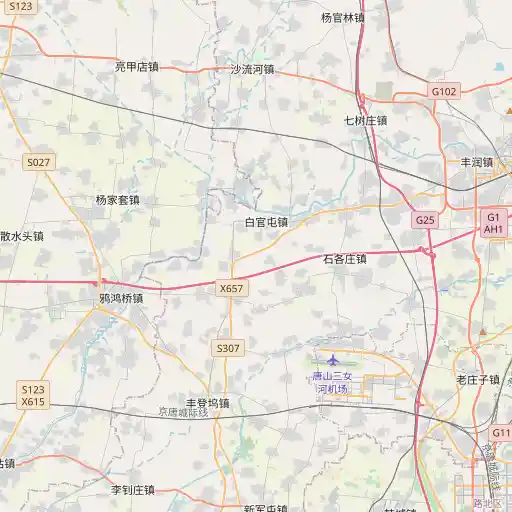 S123
杨官林镇
亮甲店镇
沙流河镇
G102
七树庄镇
S027
丰润镇
杨家套镇
白官屯镇
G25
G1
AH1
散水头镇
石各庄镇
X657
鸦鸿桥镇
S307
唐山三女
河机场
老庄子镇
S123
X615
丰登坞镇
京唐城际线
G11
李钊庄镇
新军屯镇
路北区